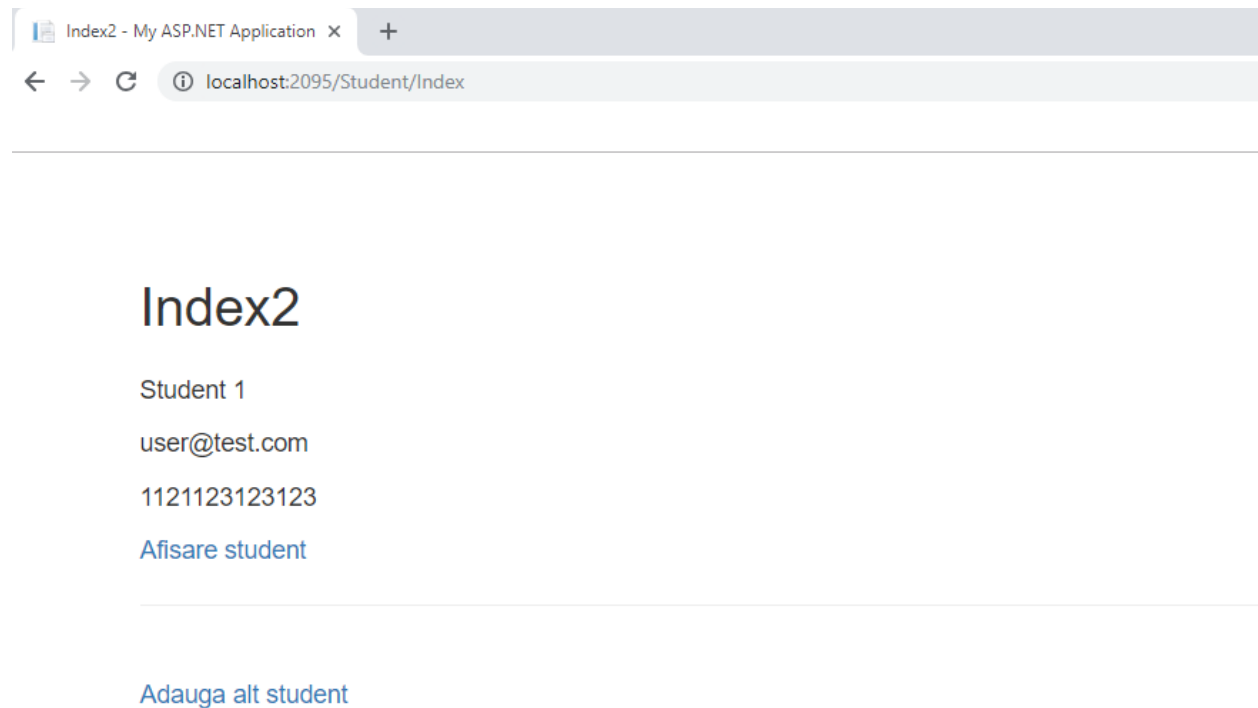 Index2 - My ASP.NET Application
localhost:2095/Student/Index
Index2
Student 1
user@test.com
1121123123123
Afisare student
Adauga alt student